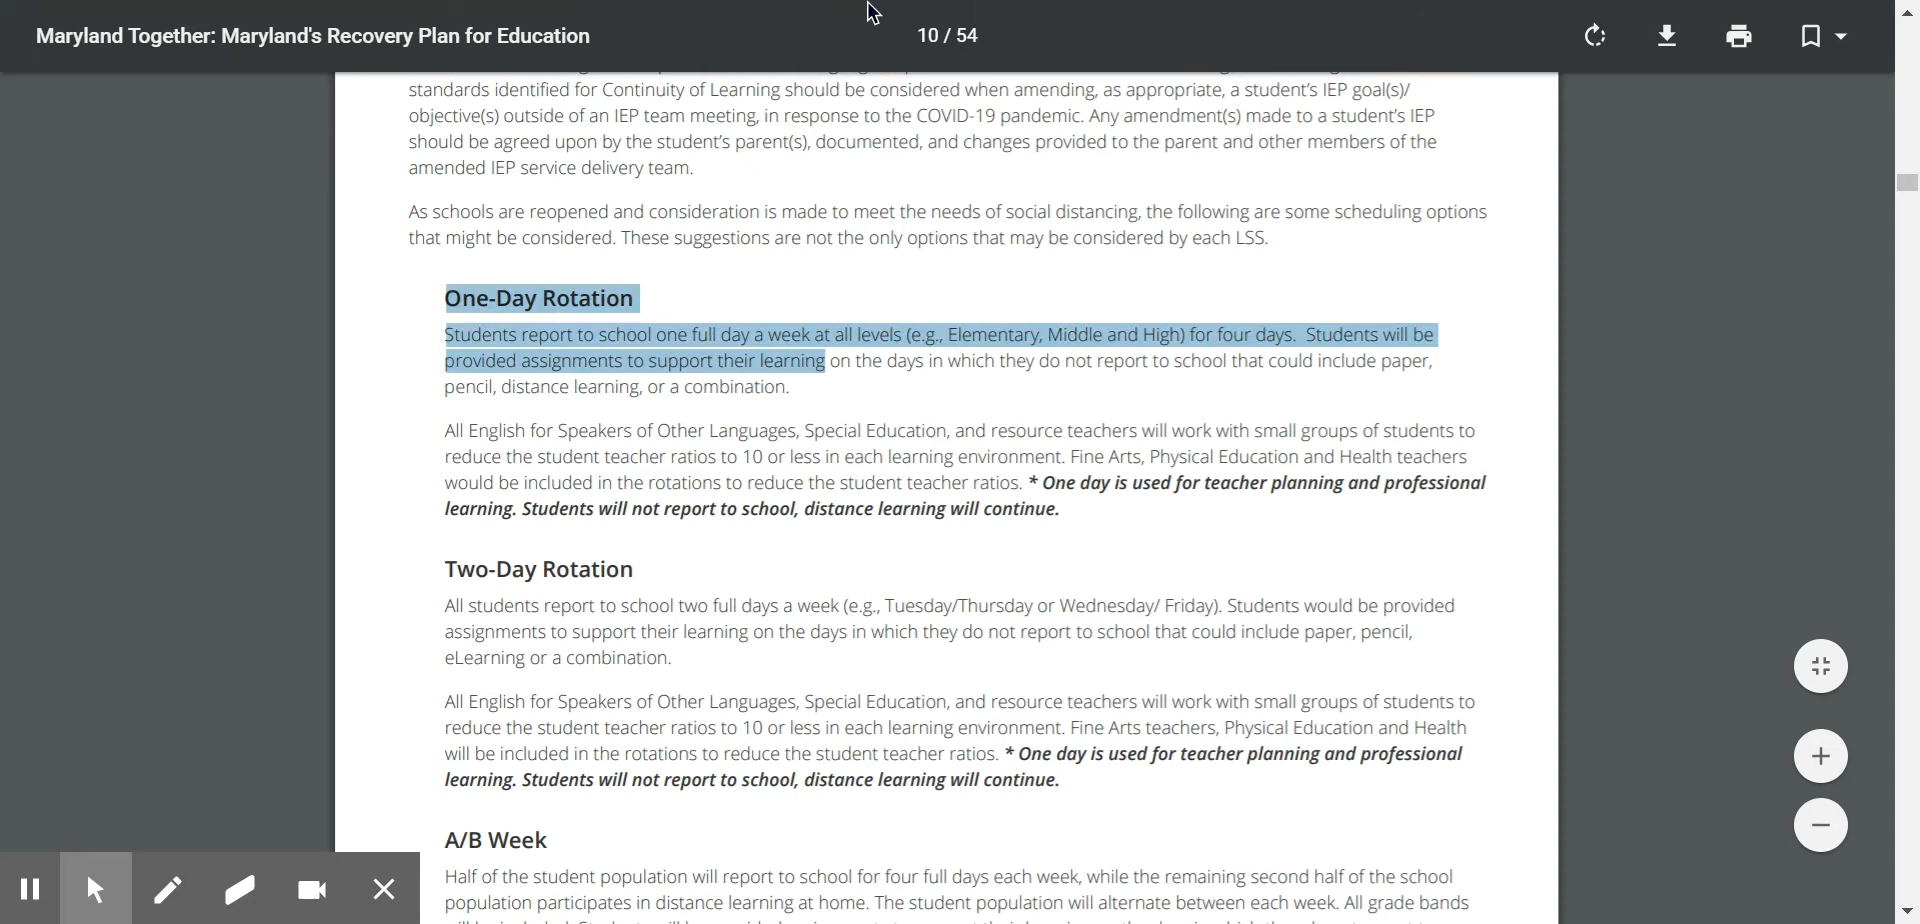 Maryland Together: Maryland's Recovery Plan for Education
10 / 54
standards identified for Continuity of Learning should be considered when amending, as appropriate, a student's IEP goal(s)/
objective(s) outside of an IEP team meeting, in response to the COVID-19 pandemic. Any amendment(s) made to a student's IEP
should be agreed upon by the student's parent(s), documented, and changes provided to the parent and other members of the
amended IEP service delivery team.
As schools are reopened and consideration is made to meet the needs of social distancing, the following are some scheduling options
that might be considered. These suggestions are not the only options that may be considered by each LSS.
One-Day Rotation
Students report to school one full day a week at all levels (e.g., Elementary, Middle and High) for four days.  Students will be
provided assignments to support their learning on the days in which they do not report to school that could include paper,
pencil, distance learning, or a combination.
All English for Speakers of Other Languages, Special Education, and resource teachers will work with small groups of students to
reduce the student teacher ratios to 10 or less in each learning environment. Fine Arts, Physical Education and Health teachers
would be included in the rotations to reduce the student teacher ratios. * One day is used for teacher planning and professional
learning. Students will not report to school, distance learning will continue.
Two-Day Rotation
All students report to school two full days a week (e.g., Tuesday/Thursday or Wednesday/ Friday). Students would be provided
assignments to support their learning on the days in which they do not report to school that could include paper, pencil,
eLearning or a combination.
All English for Speakers of Other Languages, Special Education, and resource teachers will work with small groups of students to
reduce the student teacher ratios to 10 or less in each learning environment. Fine Arts teachers, Physical Education and Health
will be included in the rotations to reduce the student teacher ratios. * One day is used for teacher planning and professional
learning. Students will not report to school, distance learning will continue.
A/B Week
Half of the student population will report to school for four full days each week, while the remaining second half of the school
population participates in distance learning at home. The student population will alternate between each week. All grade bands